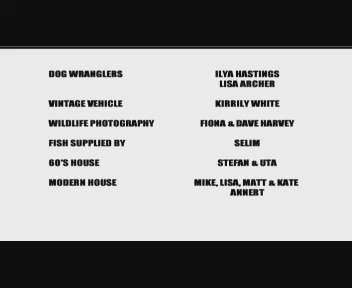 DOG WRANGLERS ILYA HASTINGS
LISA ARCHER
VINTAGE VEHICLE KIRRILY WHITE
WILDLIFE PHOTOGRAPHY FIONA & DAVE HARVEY
FISH SUPPLIED BY SELIM
60'S HOUSE STEFAN & UTA
MODERN HOUSE MIKE, LISA, MATT & KATE
ANNERT